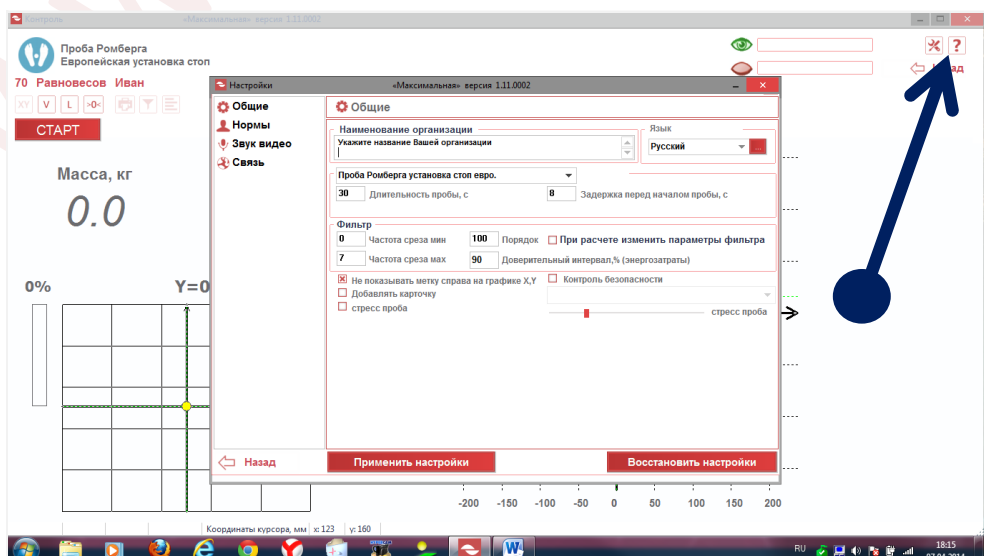 Контроль «Максимальная» версия 1.11.0002
Проба Ромберга
Европейская установка стоп
? 
Назад
70 Равновесов Иван
XY V L >0<
СТАРТ
Масса, кг
0.0
0% Y=0
Настройки «Максимальная» версия 1.11.0002
Общие
Нормы
Звук видео
Связь
Общие
Наименование организации
Укажите название Вашей организации
Язык
Русский ...
Проба Ромберга установка стоп евро.
30 Длительность пробы, с 8 Задержка перед началом пробы, с
Фильтр
0 Частота среза мин 100 Порядок При расчете изменить параметры фильтра
7 Частота среза мах 90 Доверительный интервал,% (энергозатраты)
Не показывать метку справа на графике X,Y Контроль безопасности
Добавлять карточку
стресс проба стресс проба
Назад Применить настройки Восстановить настройки
-200 -150 -100 -50 0 50 100 150 200
Координаты курсора, мм x: 123 y: 160
RU 18:15
07.04.2014